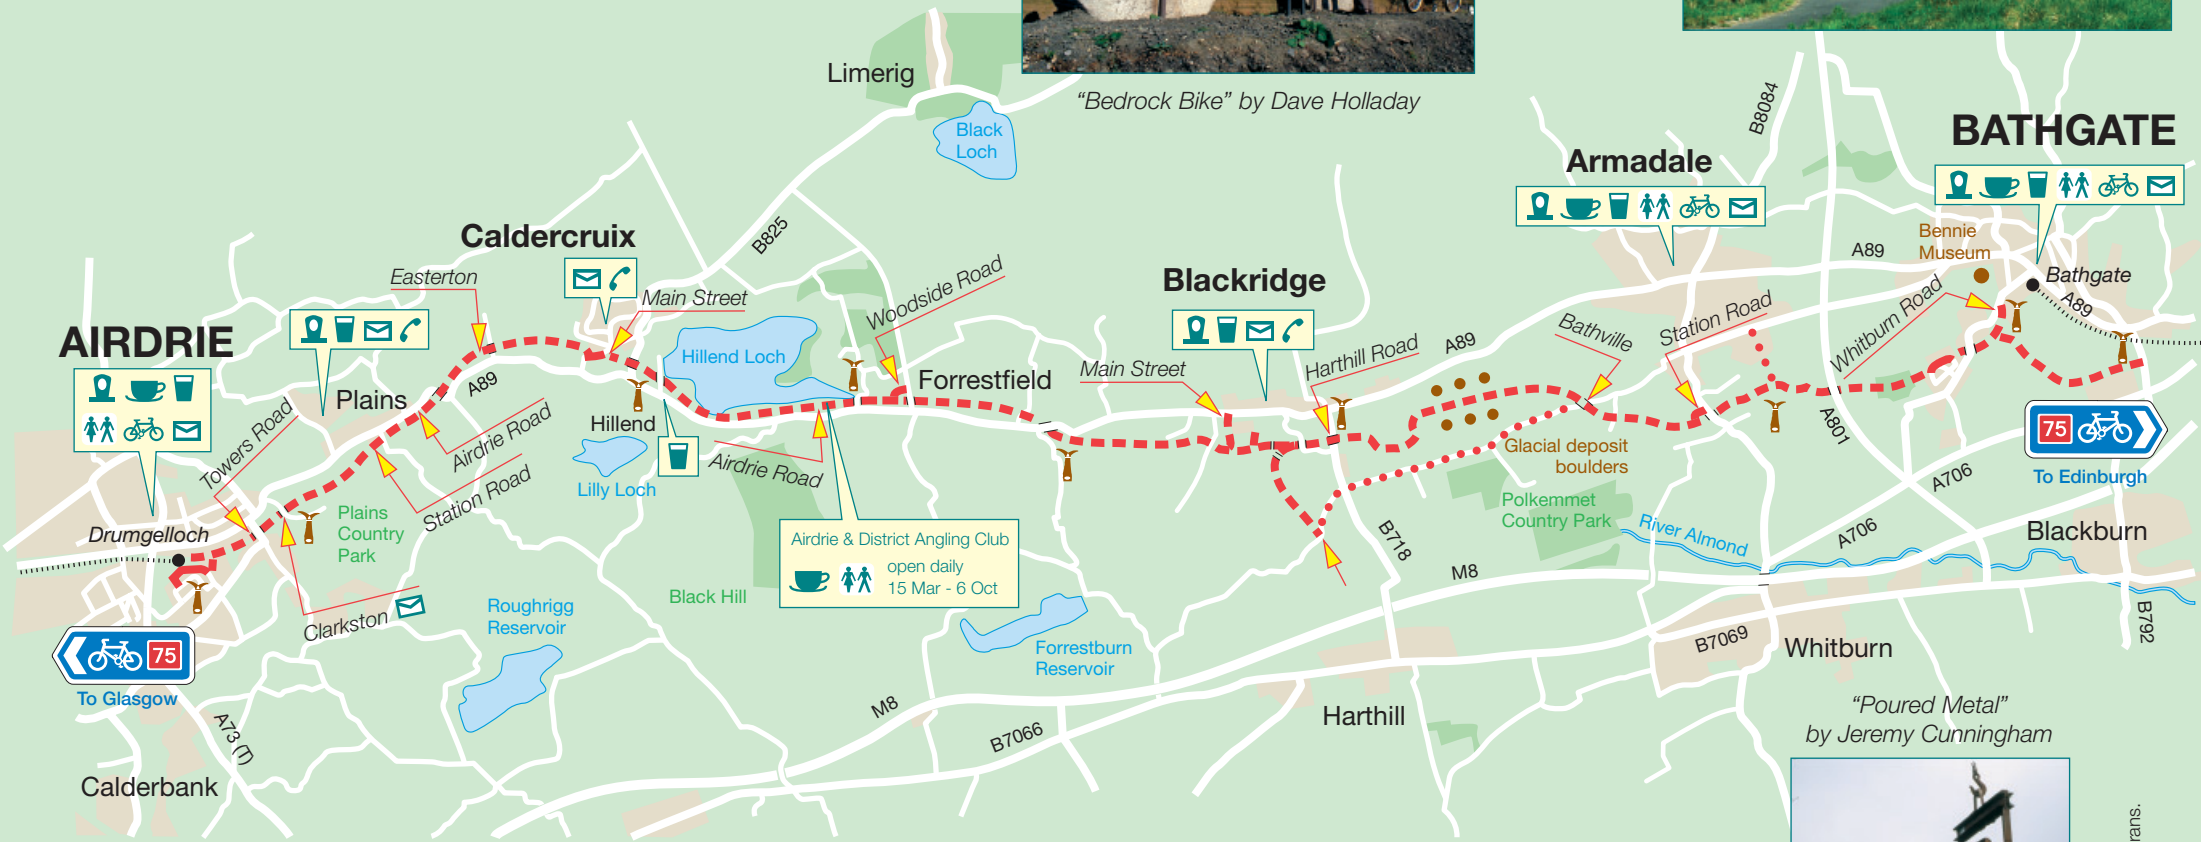 Limerig
Black
Loch
“Bedrock Bike” by Dave Holladay
B8084
BATHGATE
Armadale
Caldercruix
B825
Easterton
Main Street
Woodside Road
Blackridge
A89
Bennie
Museum
Bathgate
A89
AIRDRIE
Hillend Loch
Plains
A89
Forrestfield
Main Street
Harthill Road
A89
Bathville
Station Road
Whitburn Road
Towers Road
Airdrie Road
Hillend
Lilly Loch
Airdrie Road
Station Road
Glacial deposit
boulders
A801
75
To Edinburgh
A706
Drumgelloch
Plains
Country
Park
Airdrie & District Angling Club
open daily
15 Mar - 6 Oct
Polkemmet
Country Park
River Almond
A706
Blackburn
B718
M8
Black Hill
Clarkston
Roughrigg
Reservoir
Forrestburn
Reservoir
B7069
Whitburn
B792
75
To Glasgow
A73 (T)
M8
B7066
Harthill
“Poured Metal”
by Jeremy Cunningham
Calderbank
rans.